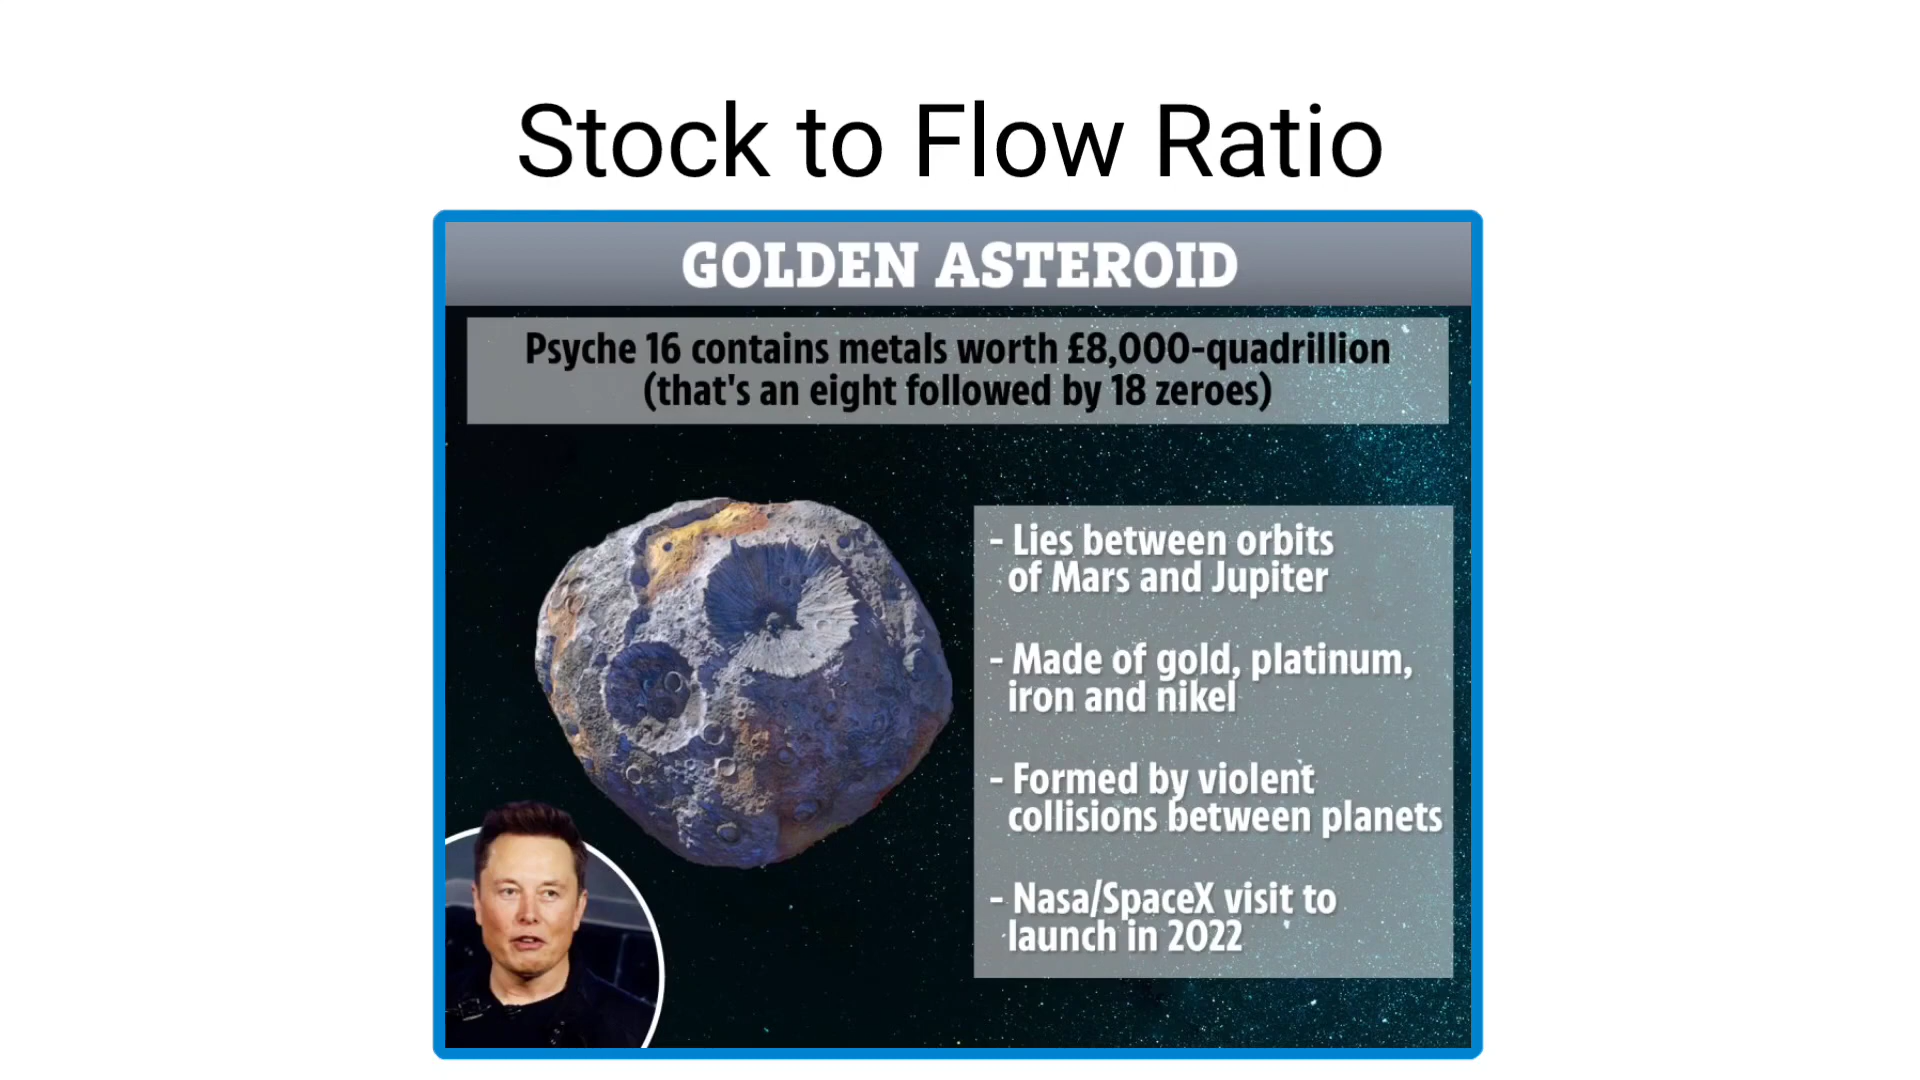 Stock to Flow Ratio
GOLDEN ASTEROID
Psyche 16 contains metals worth £8,000-quadrillion
(that's an eight followed by 18 zeroes)
- Lies between orbits
of Mars and Jupiter
- Made of gold, platinum,
iron and nikel
- Formed by violent
collisions between planets
- Nasa/SpaceX visit to
launch in 2022